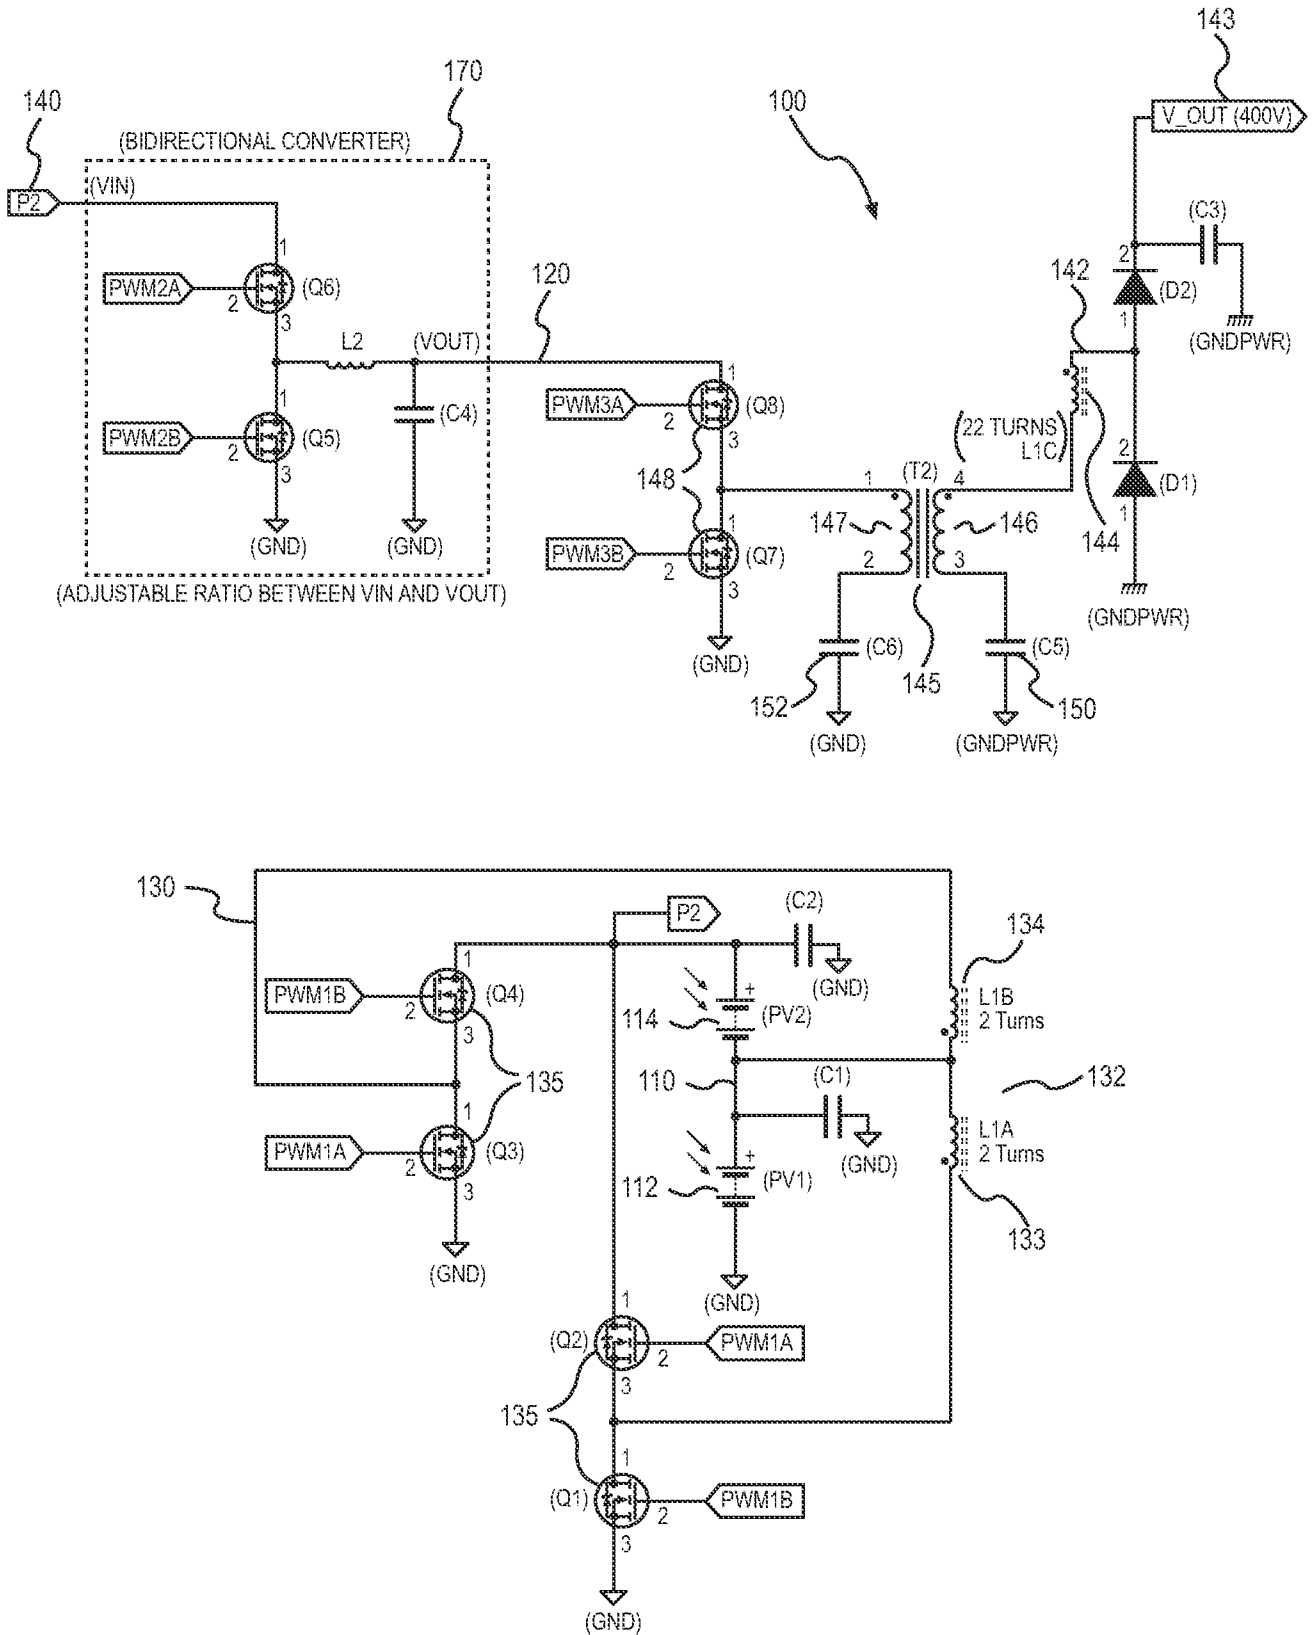 143
V_OUT (400V)
170
140
100
(BIDIRECTIONAL CONVERTER)
P2
(VIN)
(C3)
1
2
PWM2A
2
(Q6)
3
120
142
(D2)
1
(GNDPWR)
L2
(VOUT)
1
1
PWM3A
2
(Q8)
3
PWM2B
2
(Q5)
3
(C4)
(22 TURNS
L1C)
2
(D1)
1
144
148
1
(T2)
4
147
146
(GND)
(GND)
1
PWM3B
2
(Q7)
3
2
3
(ADJUSTABLE RATIO BETWEEN VIN AND VOUT)
(GNDPWR)
(GND)
(C6)
(C5)
145
152
150
(GND)
(GNDPWR)
130
P2
(C2)
134
1
PWM1B
2
(Q4)
3
(GND)
+
(PV2)
114
L1B
2 Turns
135
110
(C1)
132
1
PWM1A
2
(Q3)
3
(GND)
+
(PV1)
112
L1A
2 Turns
133
(GND)
(GND)
1
(Q2)
2
PWM1A
3
135
1
(Q1)
2
PWM1B
3
(GND)